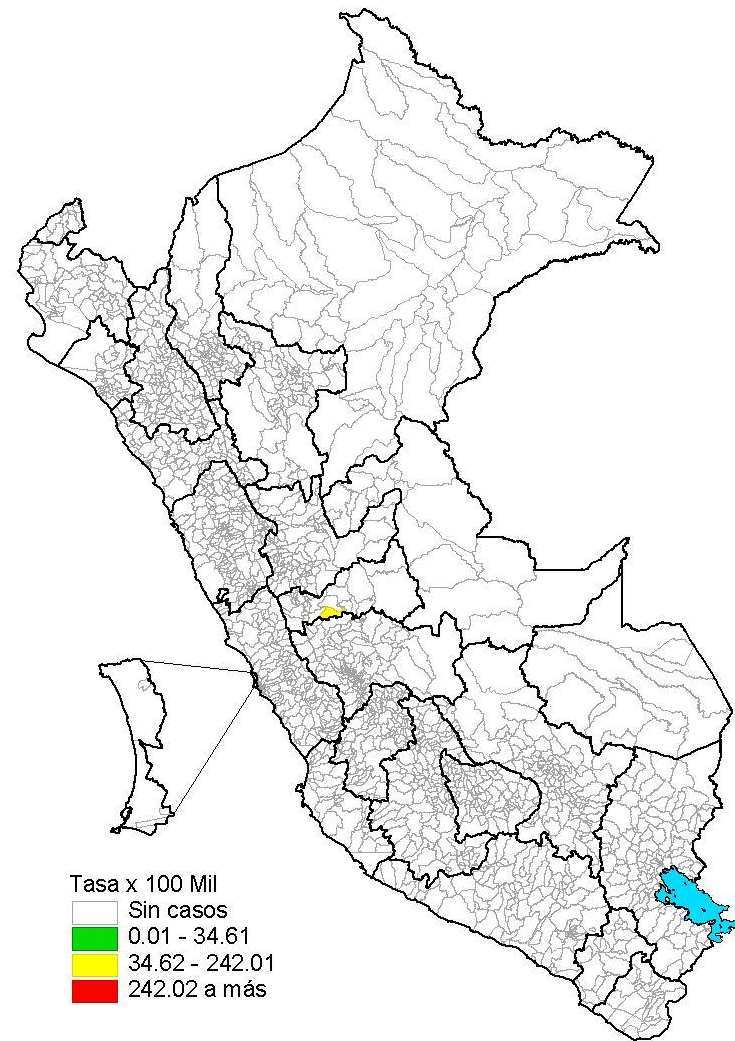 Tasa x 100 Mil
Sin casos
0.01 - 34.61
34.62 - 242.01
242.02 a más